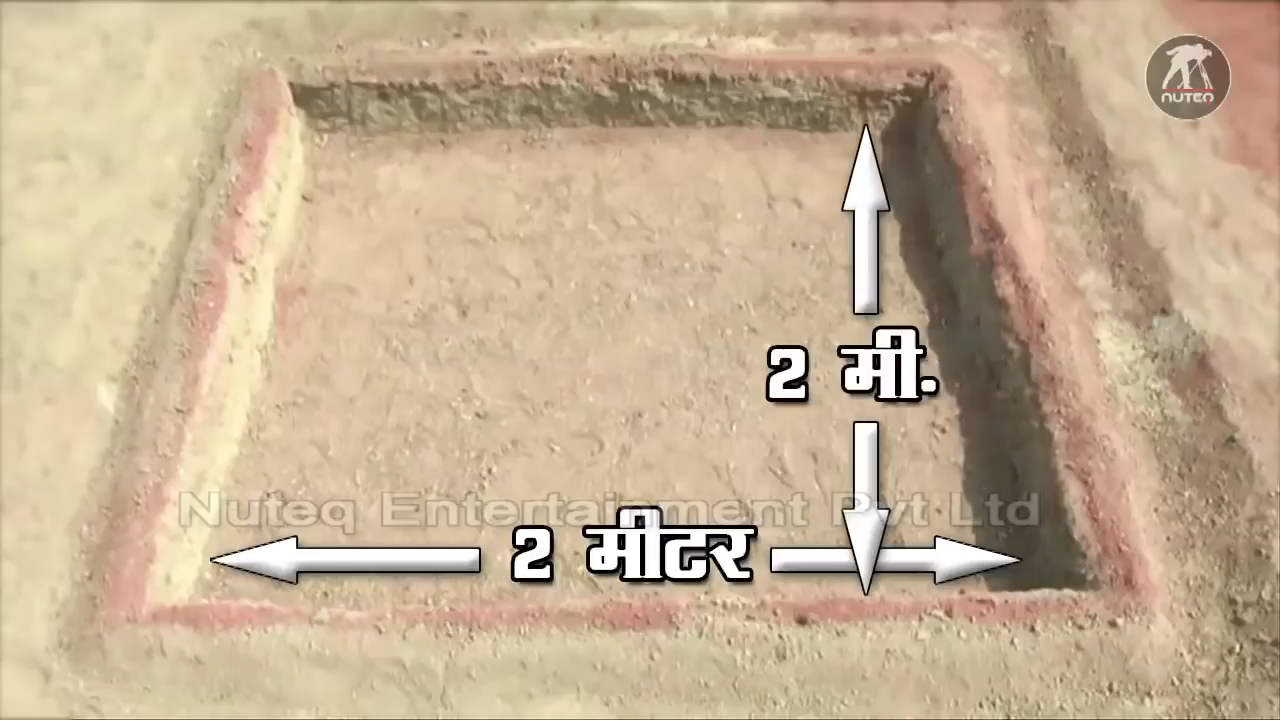 NUTEQ
2 मी.
Nuteq Entertainment Pvt Ltd
2 मीटर